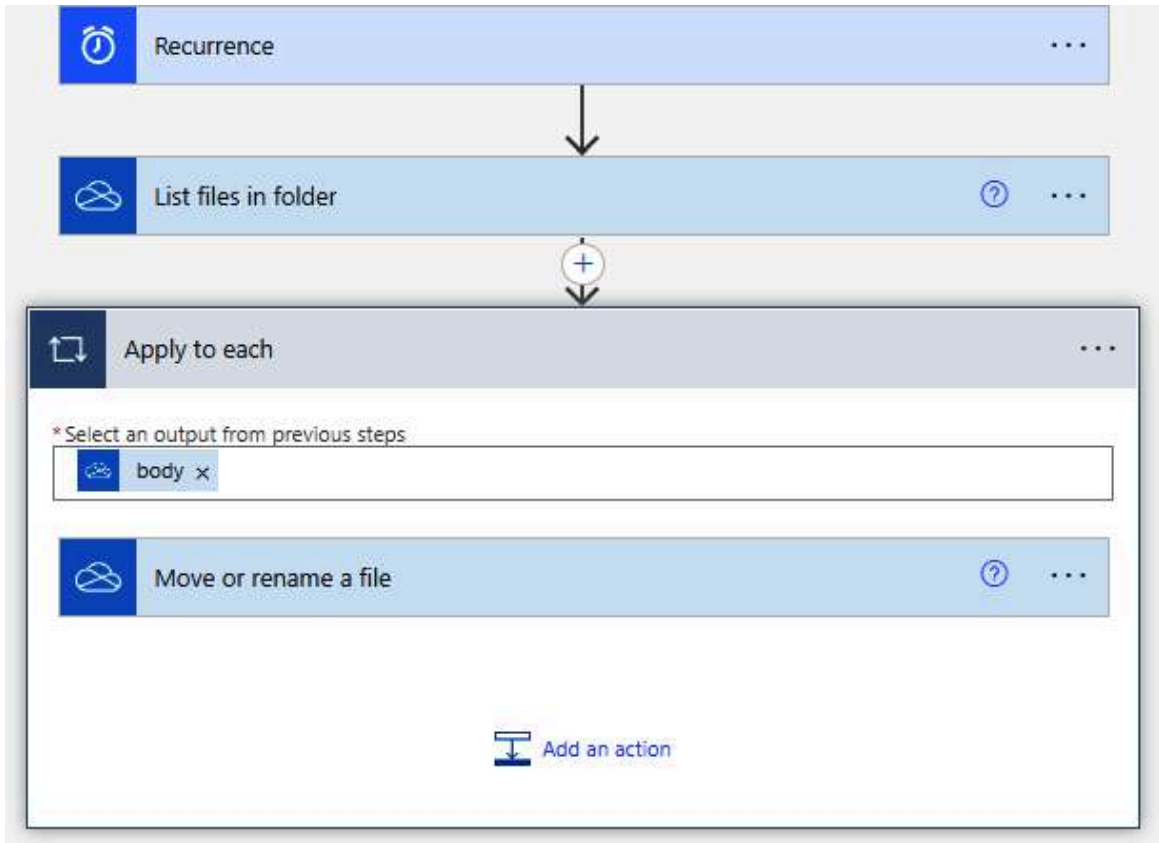 Recurrence
List files in folder
Apply to each
* Select an output from previous steps
body ×
Move or rename a file
Add an action